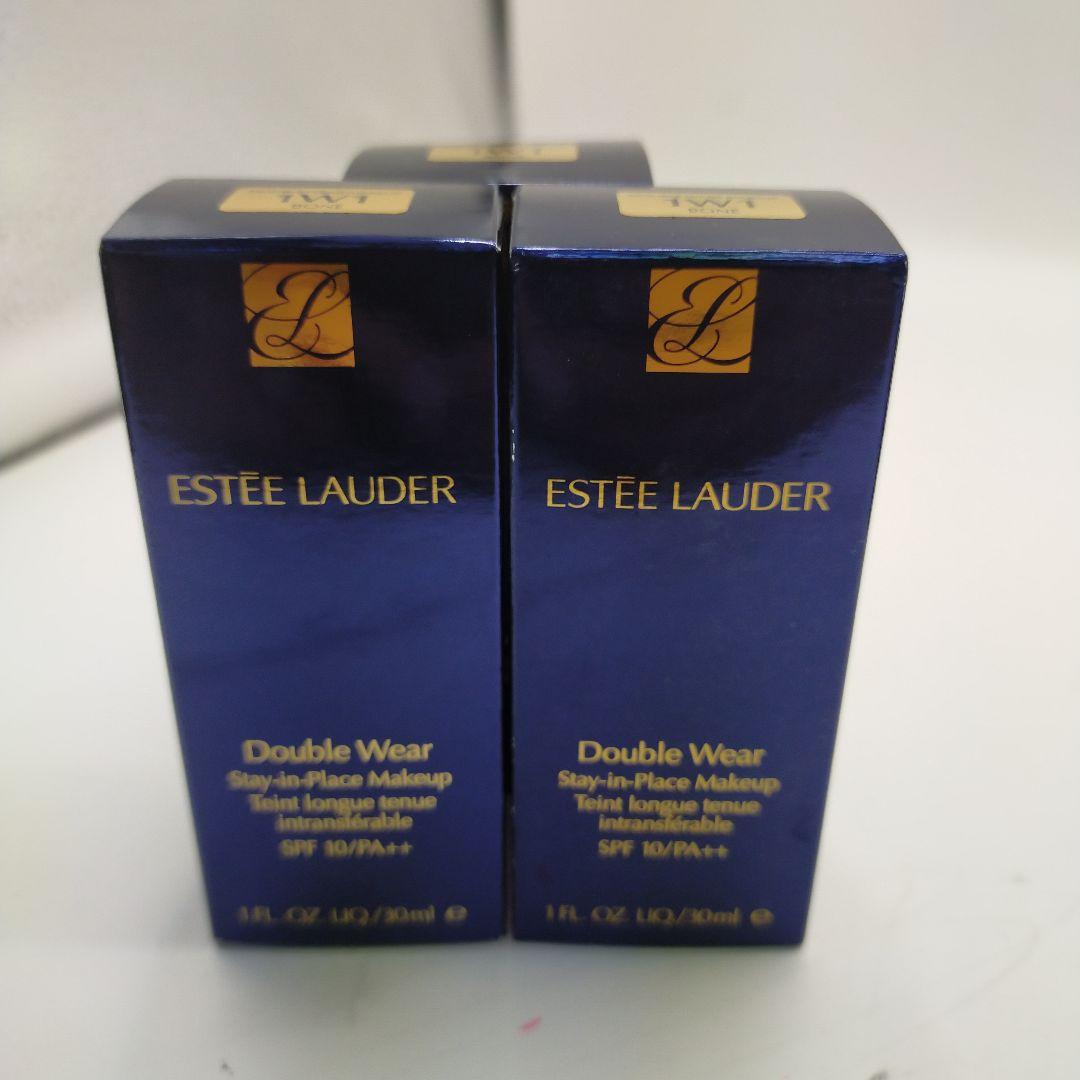 1W1
1W1
BONE
1W1
BONE
ESTĒE LAUDER
Double Wear
Stay-in-Place Makeup
Teint longue tenue
intransférable
SPF 10/PA++
1 FL. OZ. LIQ./30ml e
ESTĒE LAUDER
Double Wear
Stay-in-Place Makeup
Teint longue tenue
intransférable
SPF 10/PA++
1 FL. OZ. LIQ./30ml e